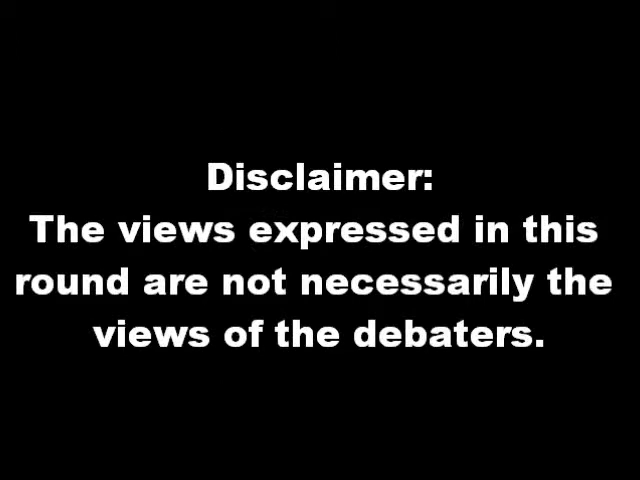 Disclaimer:
The views expressed in this
round are not necessarily the
views of the debaters.